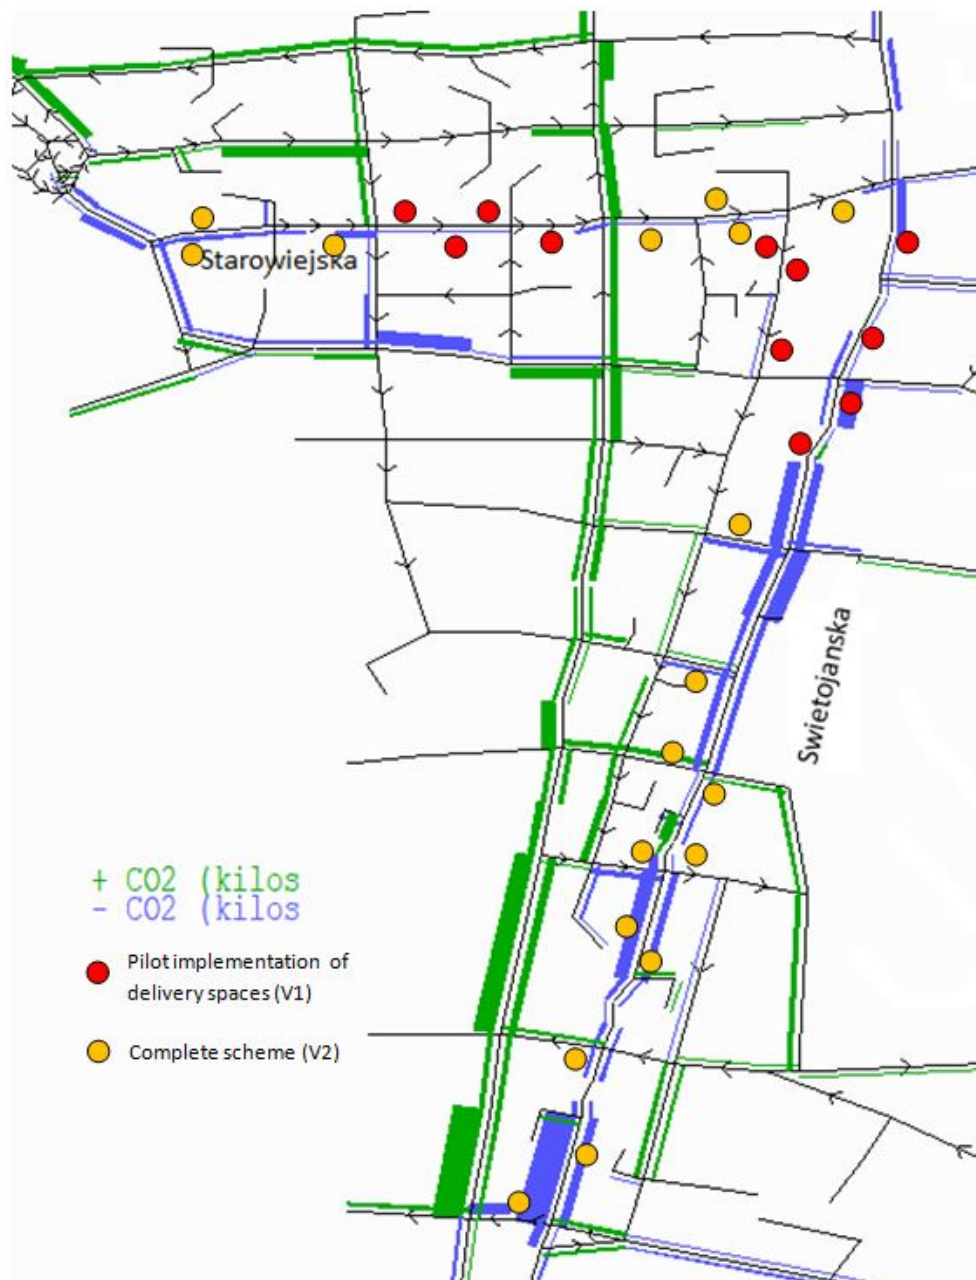 Starowiejska
Swietojanska
+ CO2 (kilos
- CO2 (kilos
Pilot implementation of
delivery spaces (V1)
Complete scheme (V2)